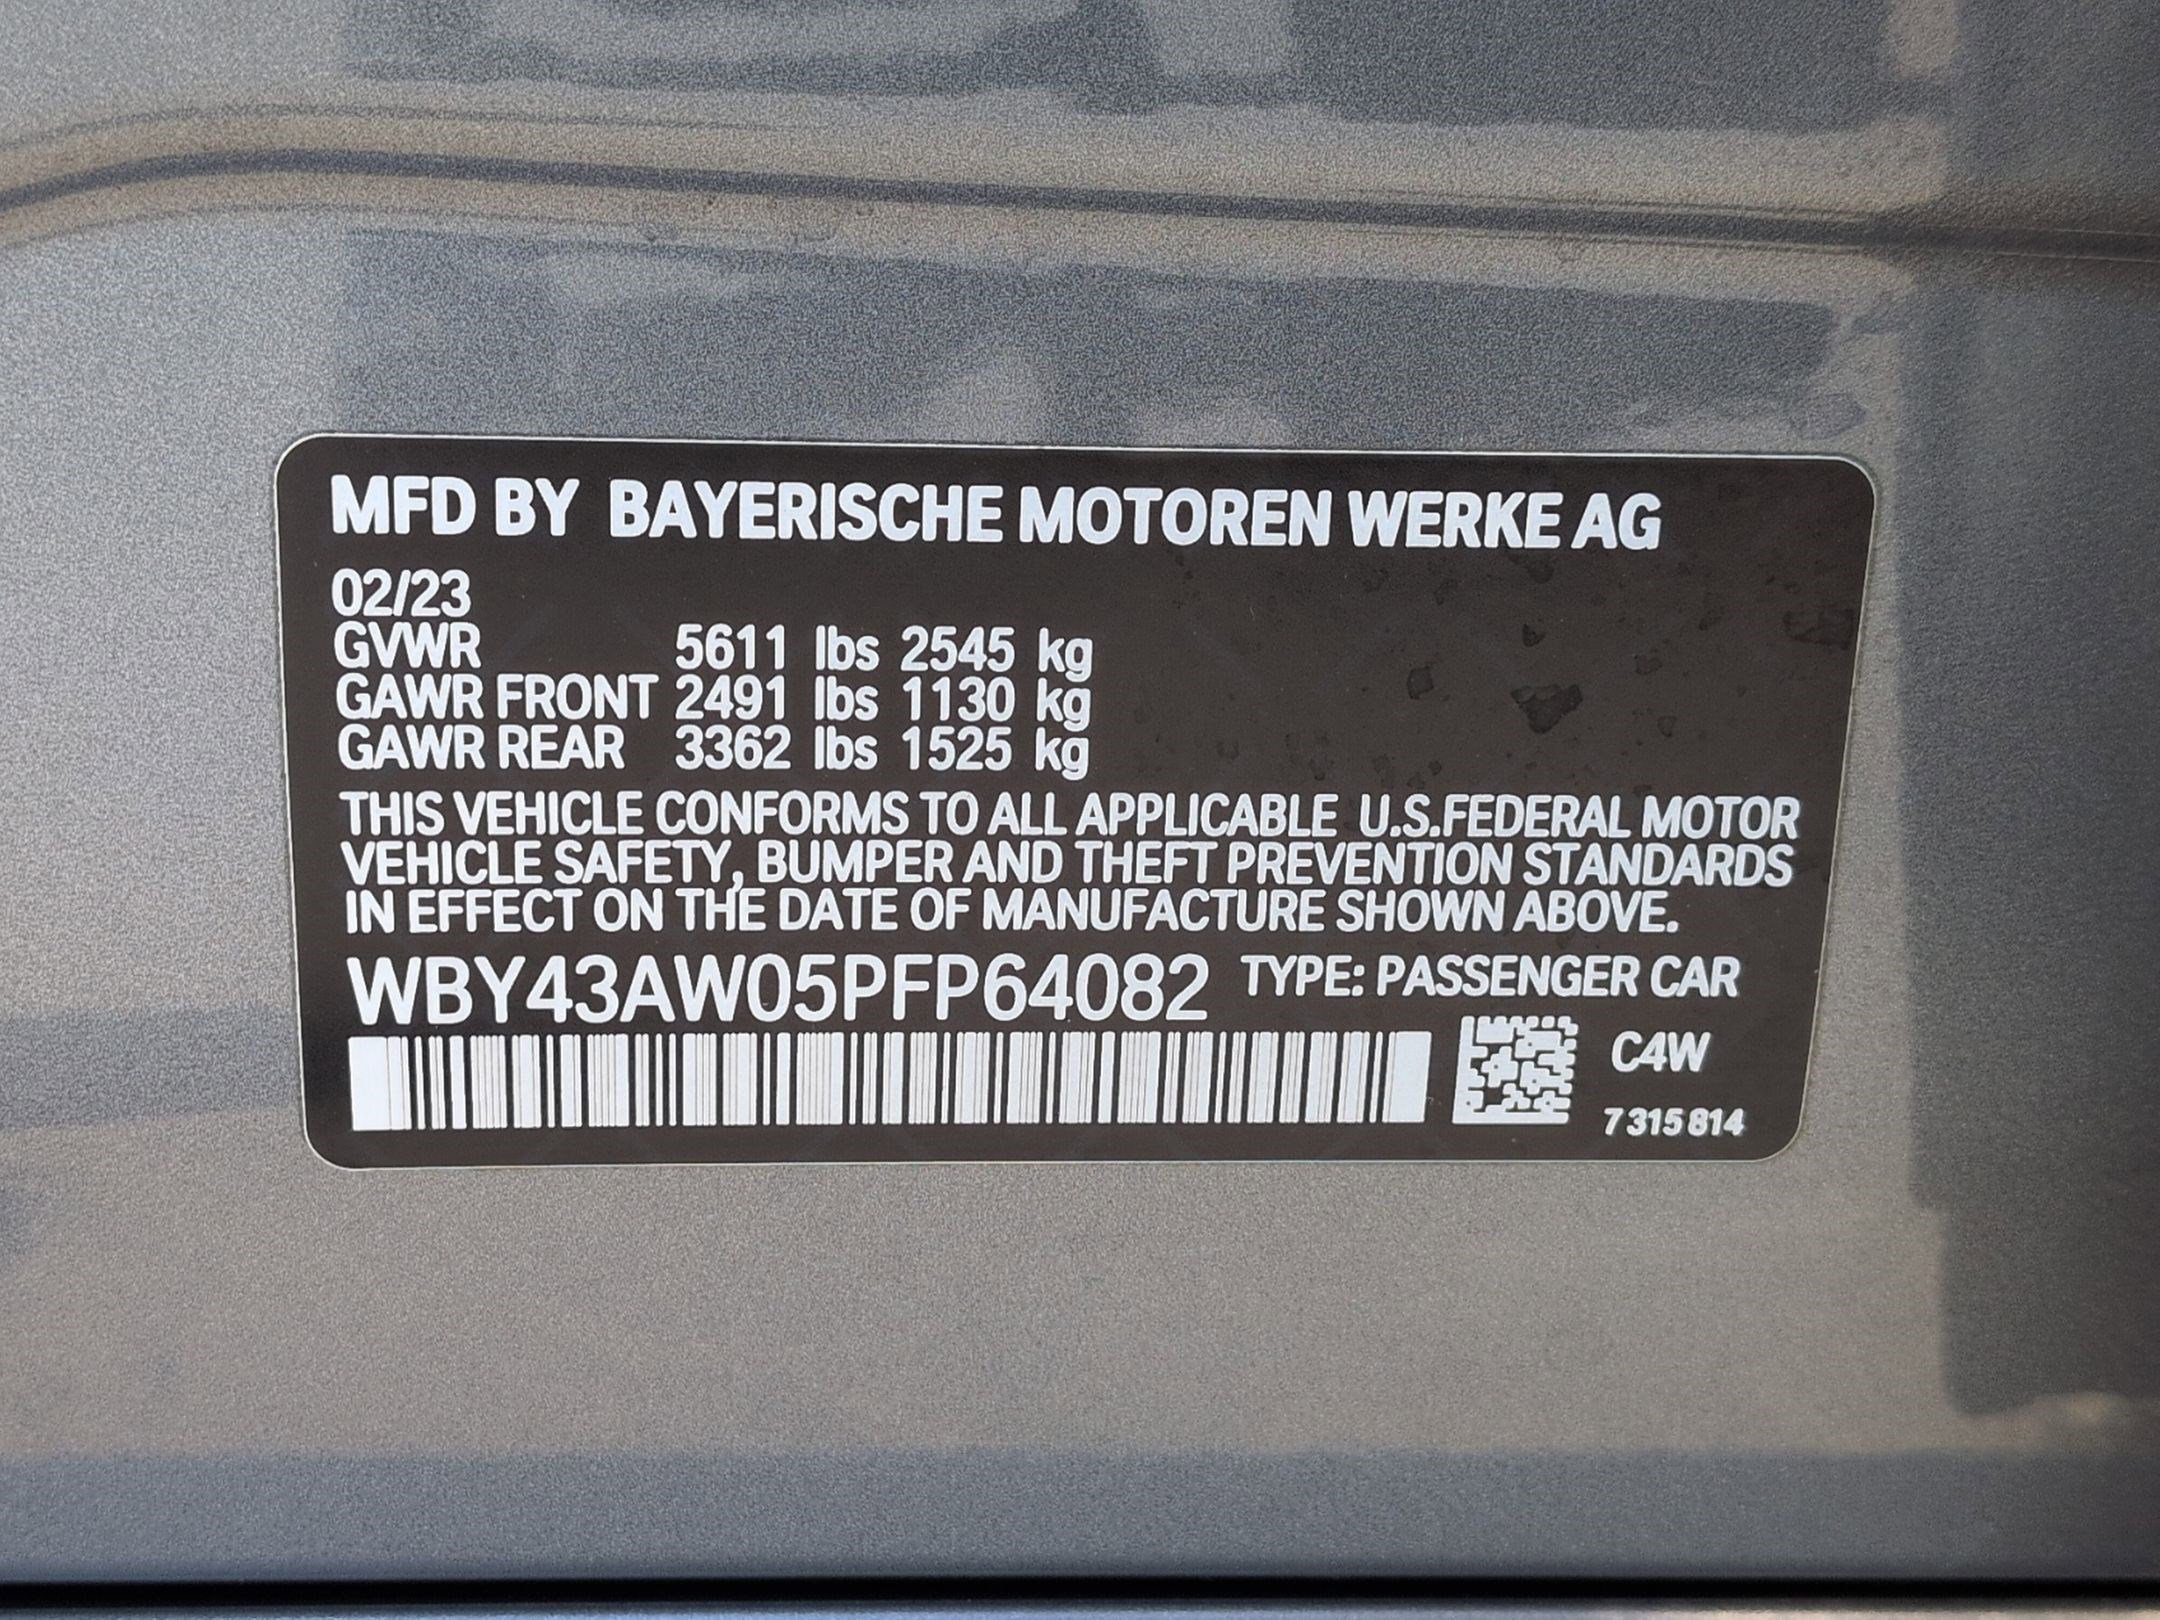 MFD BY BAYERISCHE MOTOREN WERKE AG
02/23
GVWR 5611 lbs 2545 kg
GAWR FRONT 2491 lbs 1130 kg
GAWR REAR 3362 lbs 1525 kg
THIS VEHICLE CONFORMS TO ALL APPLICABLE U.S.FEDERAL MOTOR
VEHICLE SAFETY, BUMPER AND THEFT PREVENTION STANDARDS
IN EFFECT ON THE DATE OF MANUFACTURE SHOWN ABOVE.
WBY43AW05PFP64082 TYPE: PASSENGER CAR
C4W
7 315 814